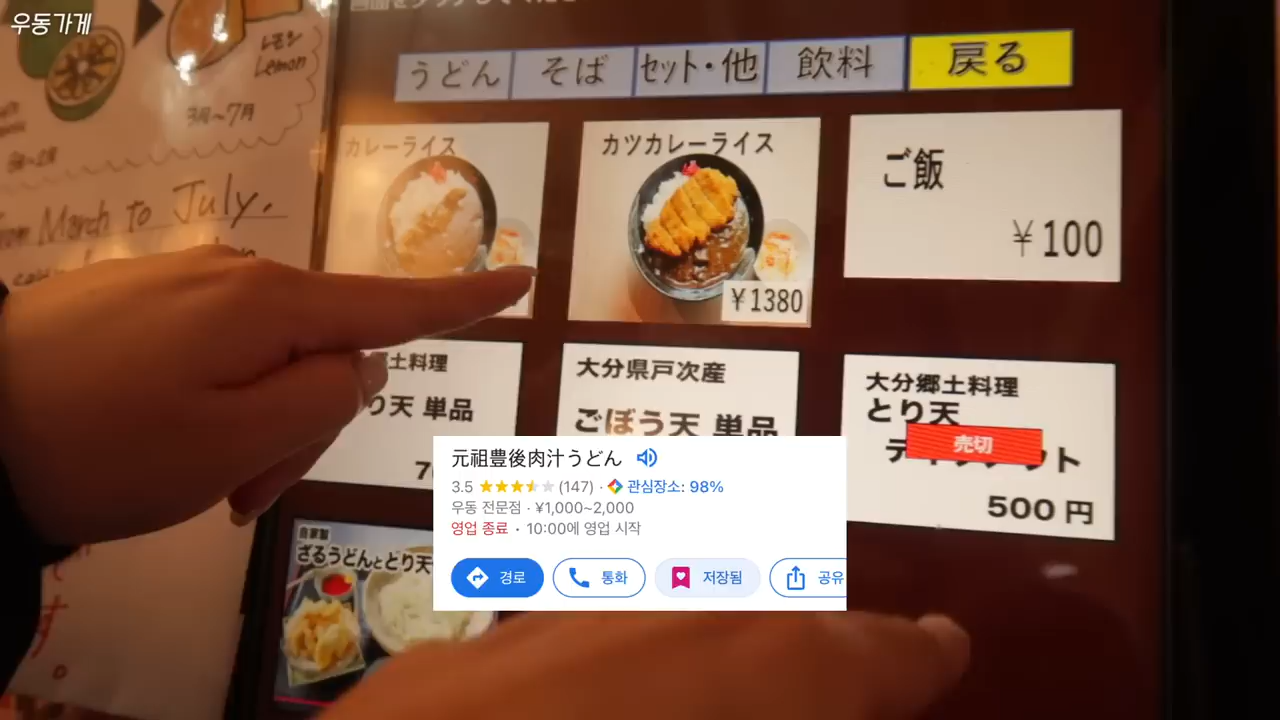 우동가게
レモン
Lemon
3月〜7月
From March to July.
うどん
そば
セット・他
飲料
戻る
カレーライス
カツカレーライス
¥1380
ご飯
¥100
土料理
り天 単品
大分県戸次産
ごぼう天 単品
大分郷土料理
とり天
売切
500円
自家製
ざるうどんととり天
元祖豊後肉汁うどん
3.5 (147) · 관심장소: 98%
우동 전문점 · ¥1,000~2,000
영업 종료 · 10:00에 영업 시작
경로
통화
저장됨
공유
す。